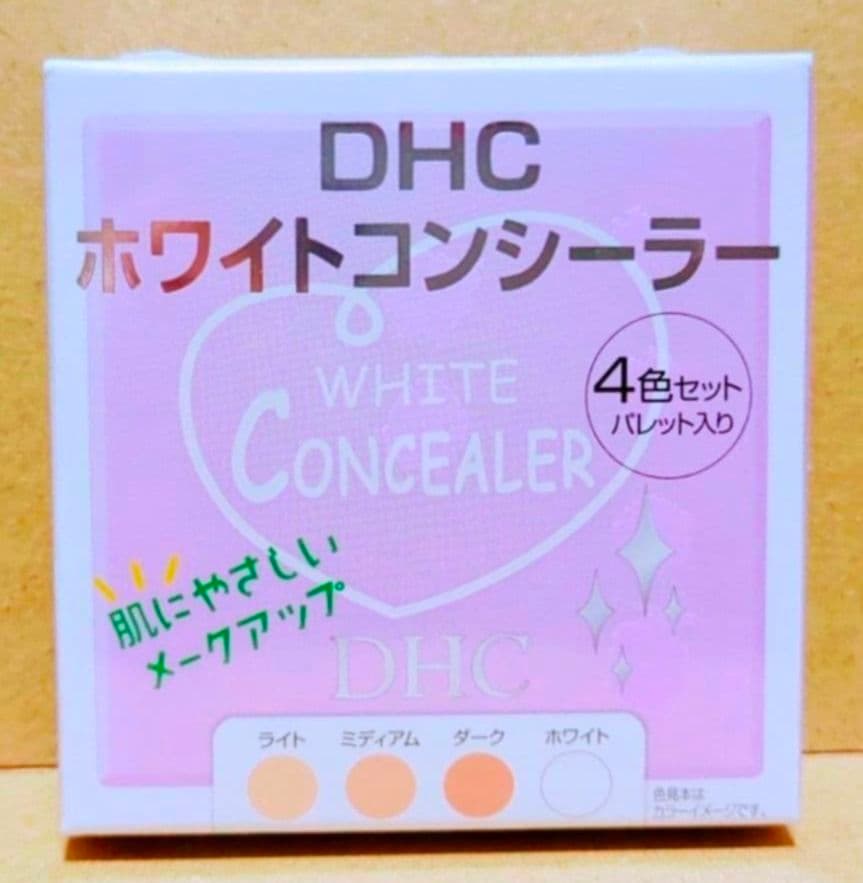 DHC
ホワイトコンシーラー
WHITE
CONCEALER
4色セット
パレット入り
肌にやさしい
メークアップ
DHC
ライト ミディアム ダーク ホワイト
色見本は
カラーイメージです。